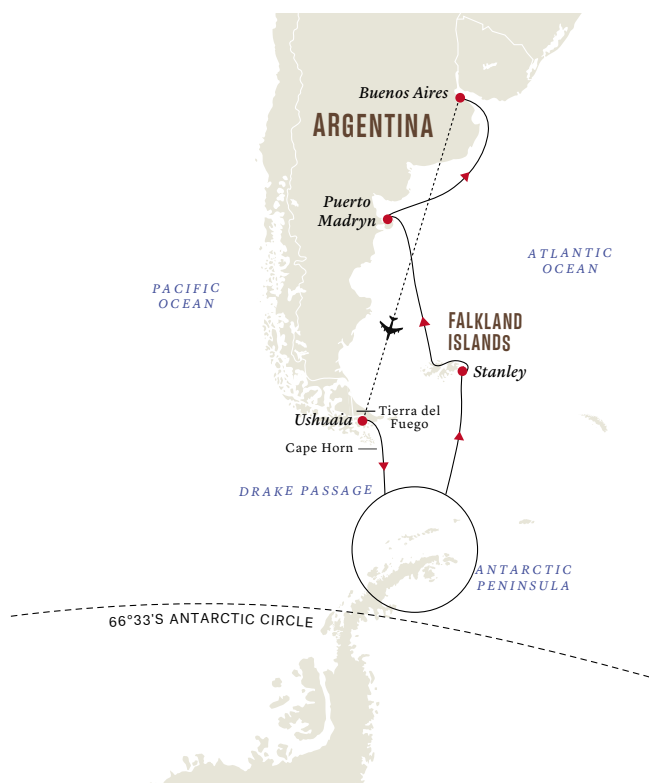 Buenos Aires
ARGENTINA
Puerto
Madryn
ATLANTIC
OCEAN
PACIFIC
OCEAN
FALKLAND
ISLANDS
Stanley
Tierra del
Fuego
Ushuaia
Cape Horn
DRAKE PASSAGE
ANTARCTIC
PENINSULA
66°33'S ANTARCTIC CIRCLE